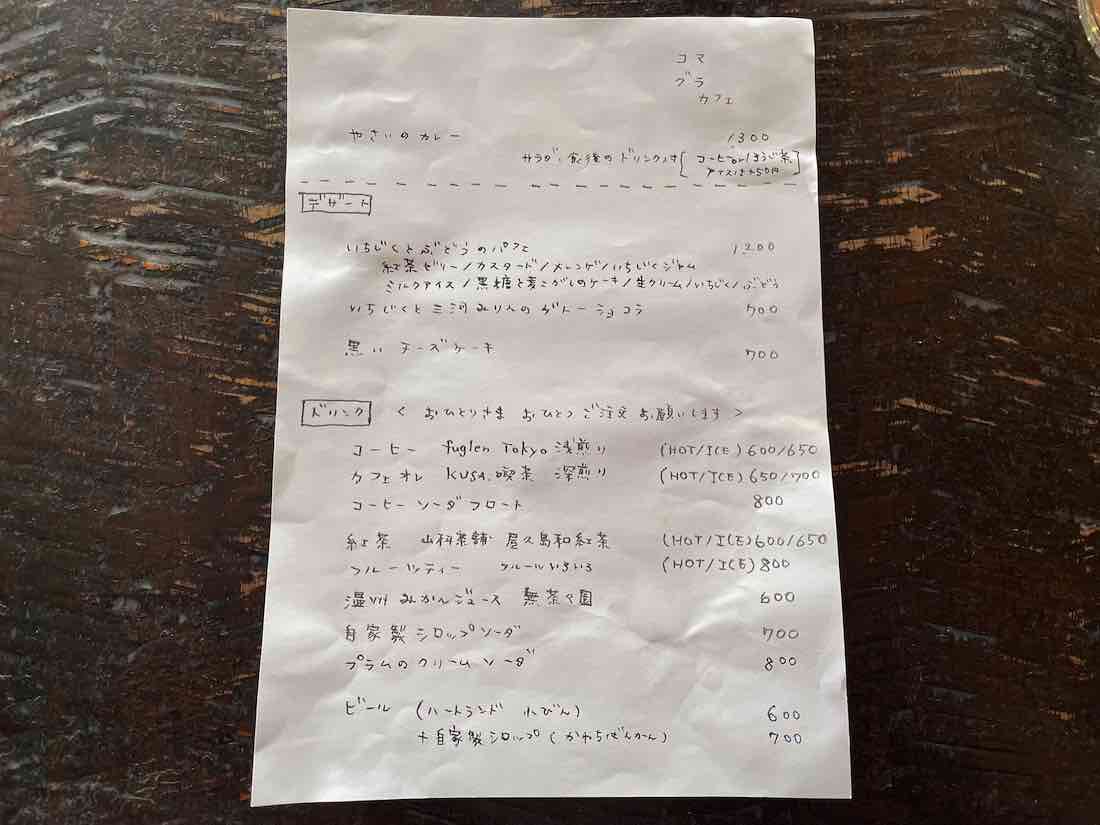 コマ
グラ
カフェ
やさいのカレー 1300
サラダ、食後のドリンク付 [コーヒーorほうじ茶
アイスは+50円]
デザート
いちじくとぶどうのパフェ 1200
紅茶ゼリー/カスタード/メレンゲ/いちじくジャム
ミルクアイス/黒糖と麦こがしのケーキ/生クリーム/いちじく/ぶどう
いちじくと三河みりんのガトーショコラ 700
黒いチーズケーキ 700
ドリンク < おひとりさま おひとつ ご注文お願いします >
コーヒー fuglen Tokyo 浅煎り (HOT/ICE) 600/650
カフェオレ KUSA.喫茶 深煎り (HOT/ICE) 650/700
コーヒーソーダフロート 800
紅茶 山科茶舗 屋久島和紅茶 (HOT/ICE) 600/650
フルーツティー フルーツいろいろ (HOT/ICE) 800
温州みかんジュース 無茶々園 600
自家製シロップソーダ 700
プラムのクリームソーダ 800
ビール (ハートランド 小びん) 600
+自家製シロップ (かわちばんかん) 700